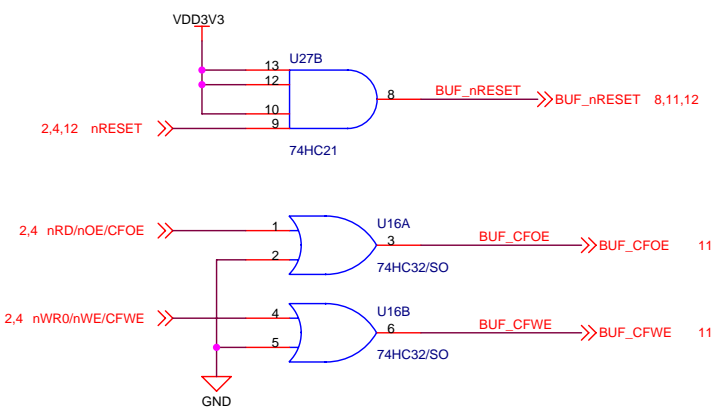 VDD3V3
U27B
13
12
10
9
8
BUF_nRESET
BUF_nRESET 8,11,12
2,4,12 nRESET
74HC21
2,4 nRD/nOE/CFOE
1
2
U16A
3
BUF_CFOE
BUF_CFOE 11
74HC32/SO
2,4 nWR0/nWE/CFWE
4
5
U16B
6
BUF_CFWE
BUF_CFWE 11
74HC32/SO
GND